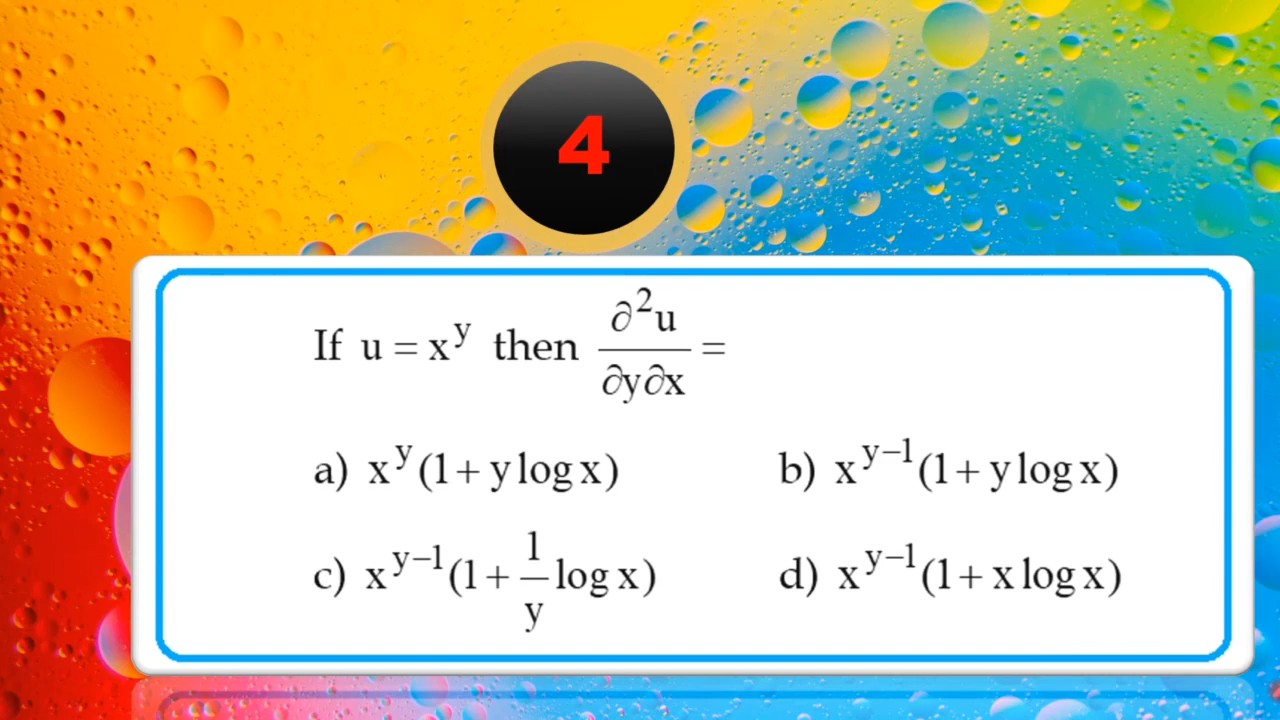 4
If u = x^y then ∂²u/∂y∂x =
a) x^y (1 + y log x) b) x^{y−1} (1 + y log x)
c) x^{y−1} (1 + 1/y log x) d) x^{y−1} (1 + x log x)